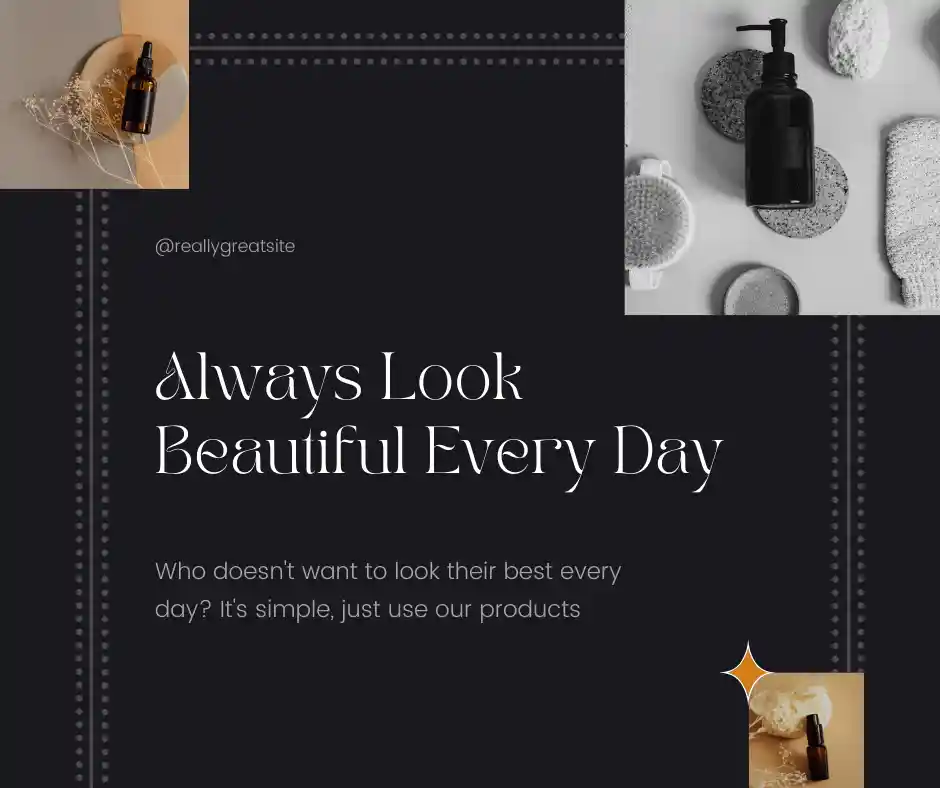 @reallygreatsite
Always Look
Beautiful Every Day
Who doesn't want to look their best every
day? It's simple, just use our products